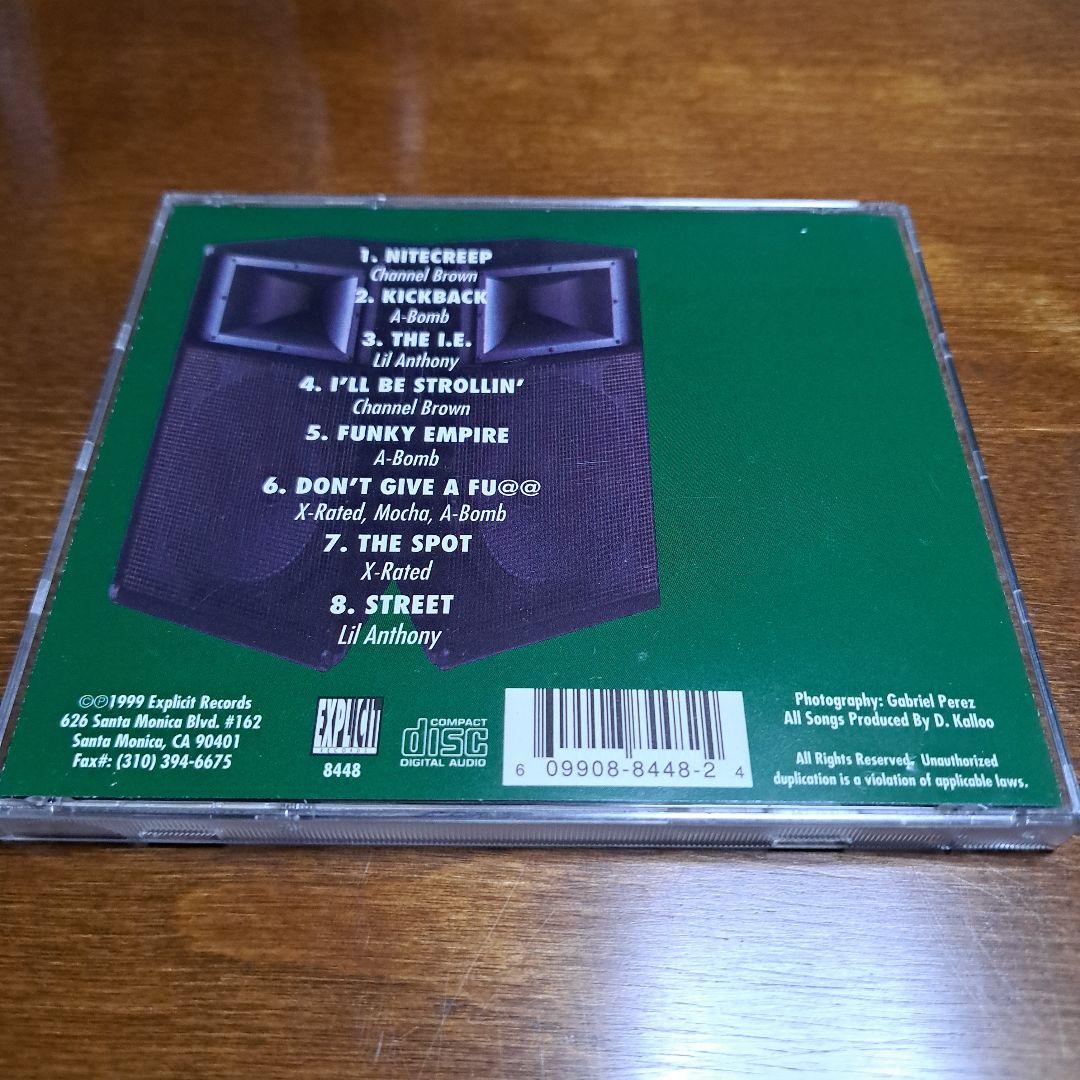 1. NITECREEP
Channel Brown
2. KICKBACK
A-Bomb
3. THE I.E.
Lil Anthony
4. I'LL BE STROLLIN'
Channel Brown
5. FUNKY EMPIRE
A-Bomb
6. DON'T GIVE A FU@@
X-Rated, Mocha, A-Bomb
7. THE SPOT
X-Rated
8. STREET
Lil Anthony
©℗1999 Explicit Records
626 Santa Monica Blvd. #162
Santa Monica, CA 90401
Fax#: (310) 394-6675
EXPLICIT
RECORDS
8448
COMPACT
disc
DIGITAL AUDIO
6 09908-8448-2 4
Photography: Gabriel Perez
All Songs Produced By D. Kalloo
All Rights Reserved. Unauthorized
duplication is a violation of applicable laws.